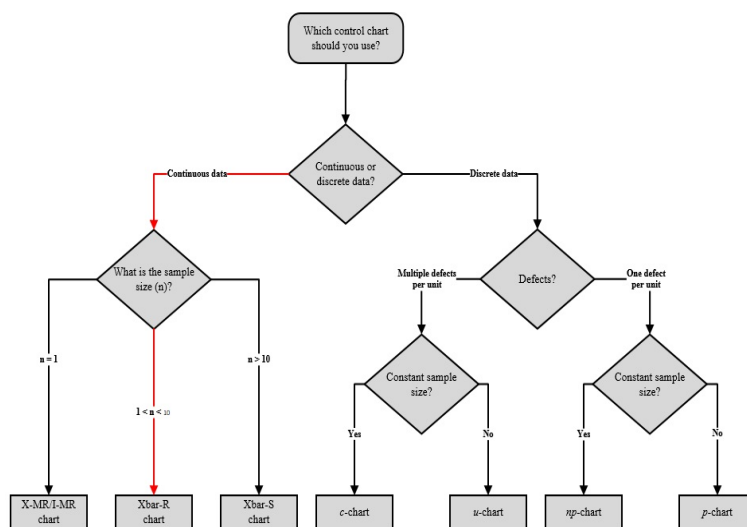 Which control chart
should you use?
Continuous or
discrete data?
Continuous data
Discrete data
What is the sample
size (n)?
Multiple defects
per unit
Defects?
One defect
per unit
n = 1
n > 10
1 < n < 10
Constant sample
size?
Constant sample
size?
Yes
No
Yes
No
X-MR/I-MR
chart
Xbar-R
chart
Xbar-S
chart
c-chart
u-chart
np-chart
p-chart